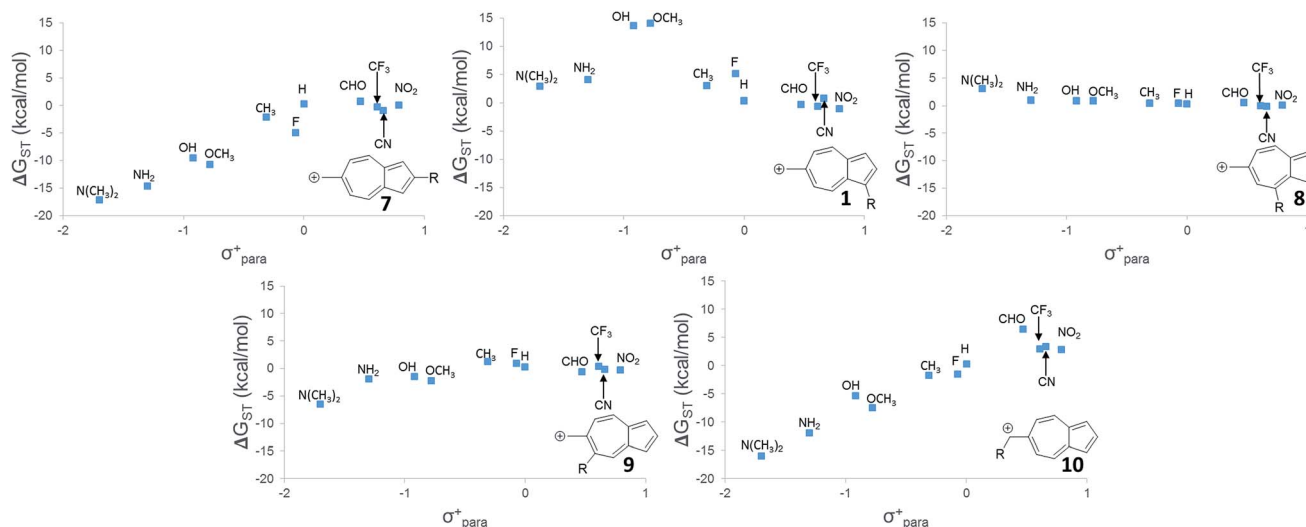 15
10
5
0
-5
-10
-15
-20
ΔG_ST (kcal/mol)
N(CH₃)₂
NH₂
OH
OCH₃
CH₃
F
H
CHO
CF₃
CN
NO₂
⊕
R
7
-2
-1
0
1
σ⁺para
15
10
5
0
-5
-10
-15
-20
ΔG_ST (kcal/mol)
N(CH₃)₂
NH₂
OH
OCH₃
CH₃
F
H
CHO
CF₃
CN
NO₂
⊕
R
1
-2
-1
0
1
σ⁺para
15
10
5
0
-5
-10
-15
-20
ΔG_ST (kcal/mol)
N(CH₃)₂
NH₂
OH
OCH₃
CH₃
F H
CHO
CF₃
CN
NO₂
⊕
R
8
-2
-1
0
1
σ⁺para
15
10
5
0
-5
-10
-15
-20
ΔG_ST (kcal/mol)
N(CH₃)₂
NH₂
OH
OCH₃
CH₃
F H
CHO
CF₃
CN
NO₂
⊕
R
9
-2
-1
0
1
σ⁺para
15
10
5
0
-5
-10
-15
-20
ΔG_ST (kcal/mol)
N(CH₃)₂
NH₂
OH
OCH₃
CH₃
F
H
CHO
CF₃
CN
NO₂
⊕
R
10
-2
-1
0
1
σ⁺para